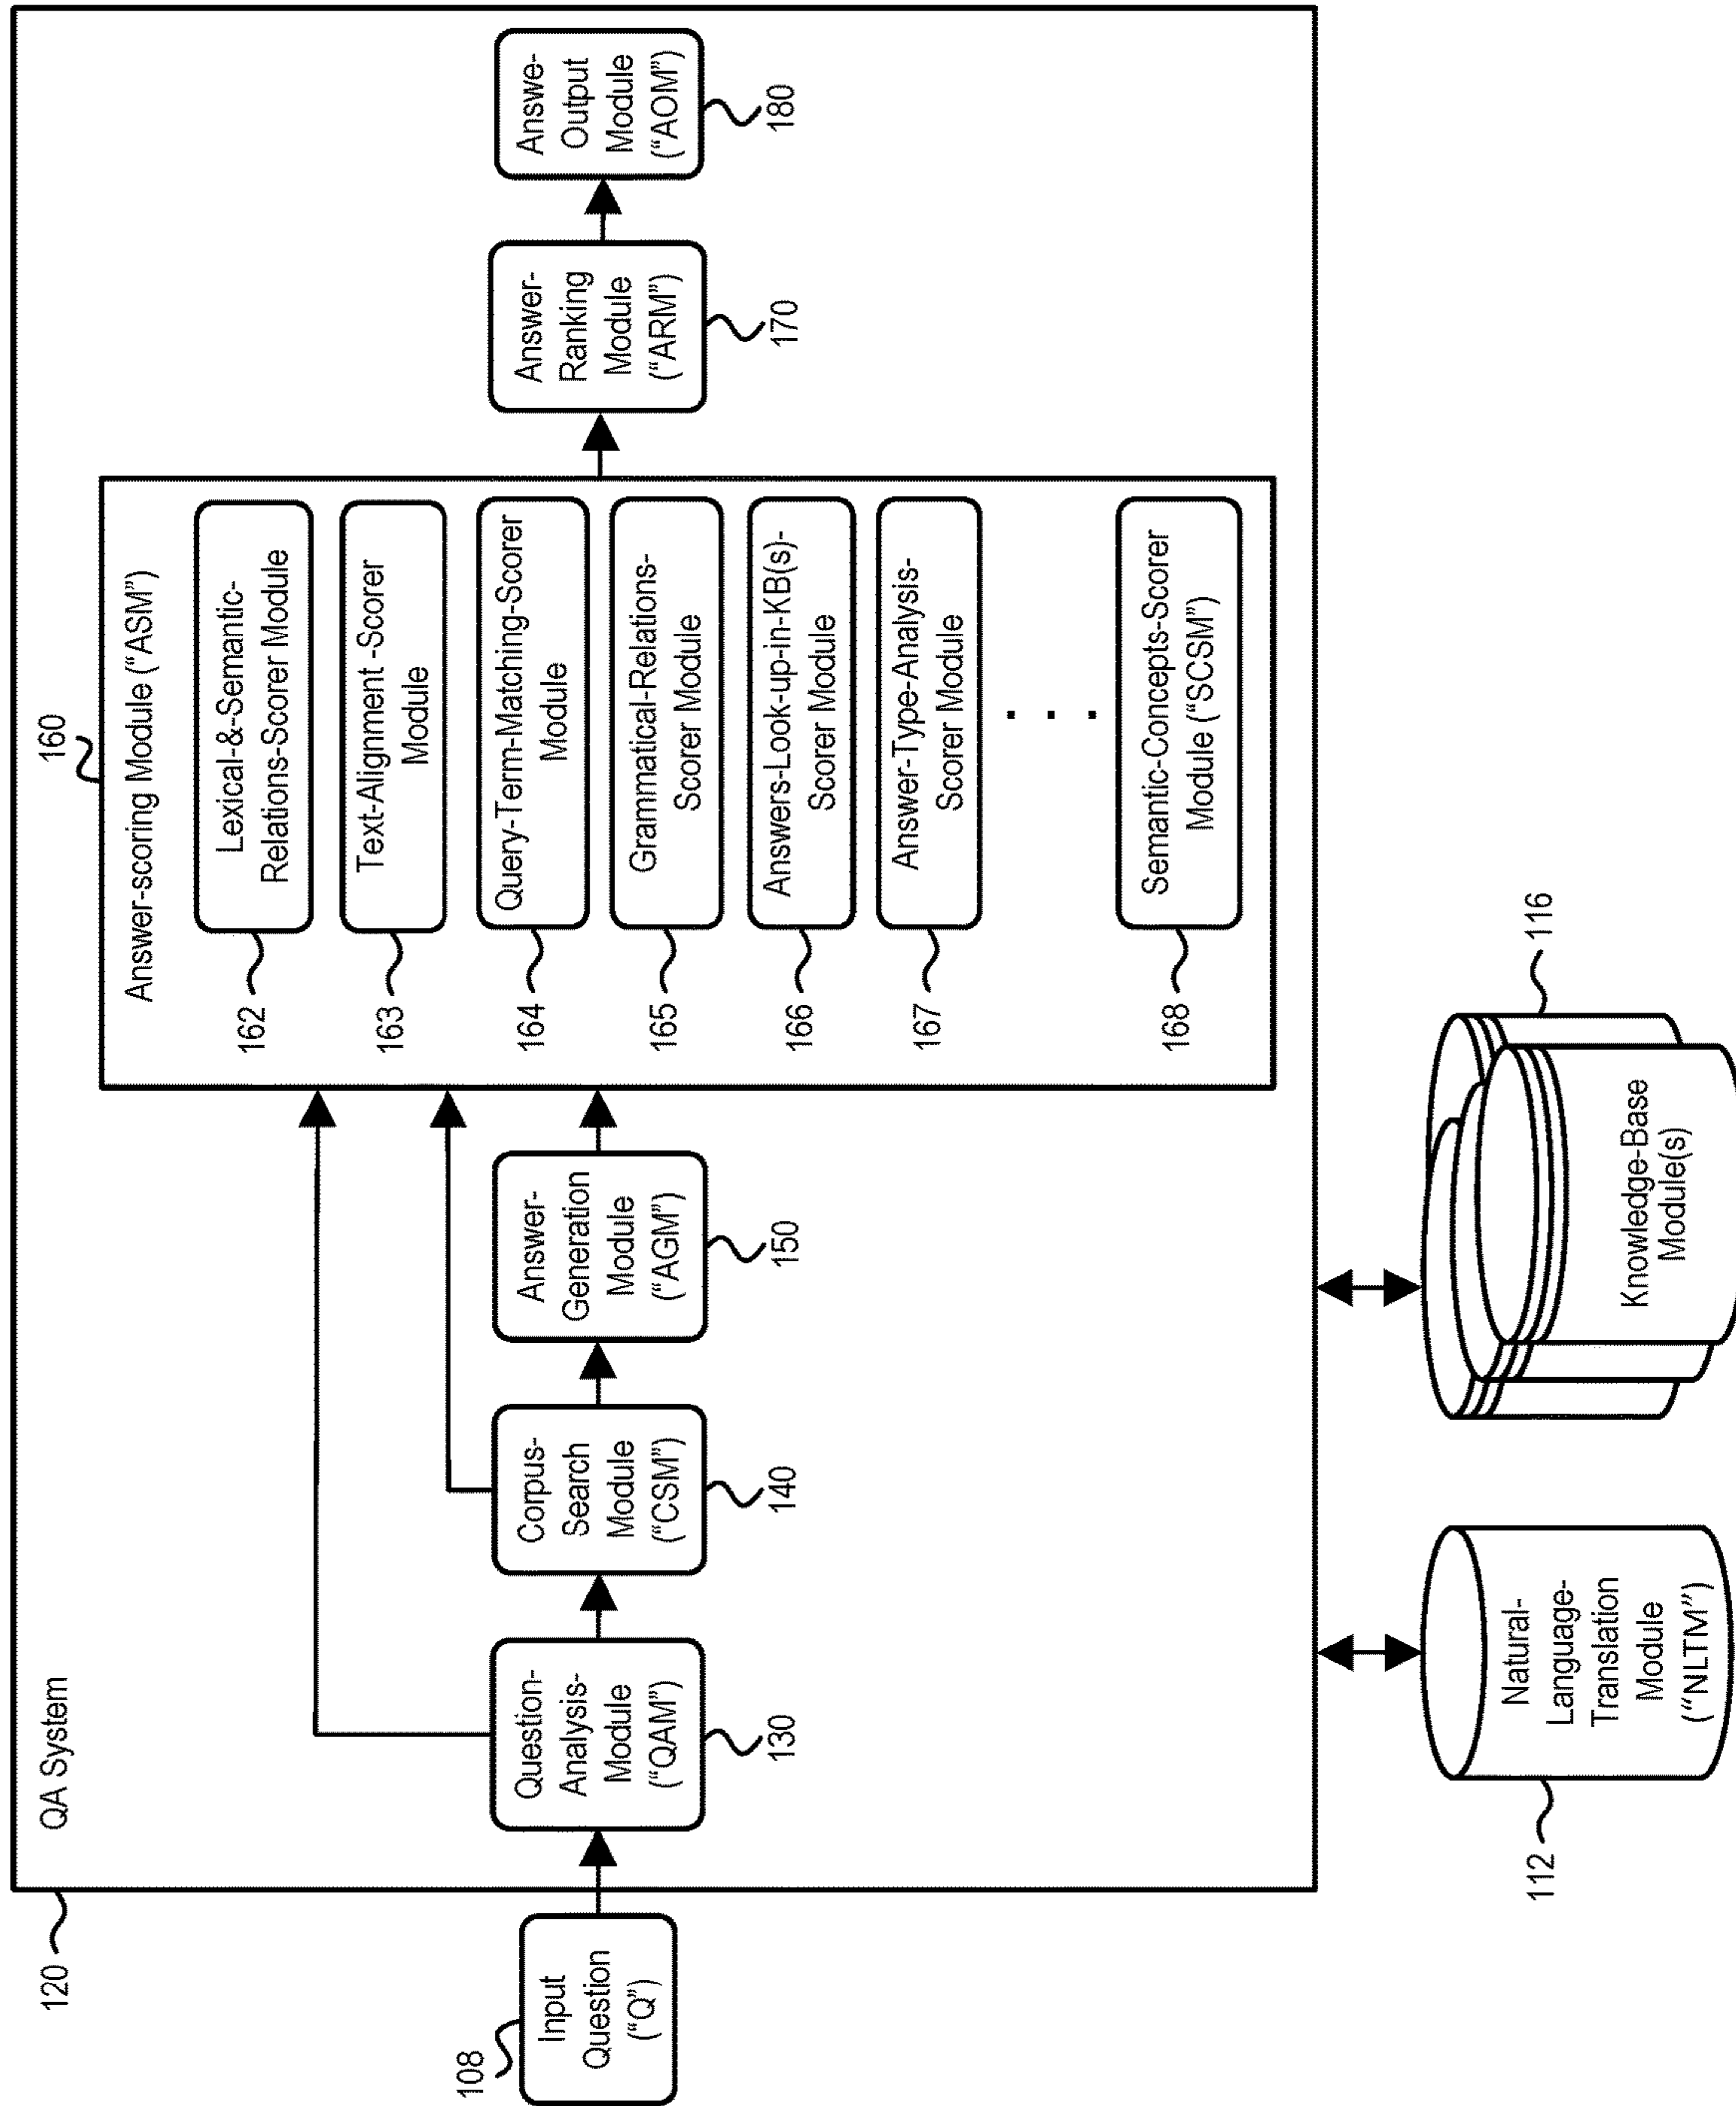 120
QA System
160
Answer-scoring Module (“ASM”)
108
Input
Question
(“Q”)
Question-
Analysis-
Module
(“QAM”)
130
Corpus-
Search
Module
(“CSM”)
140
Answer-
Generation
Module
(“AGM”)
150
162
Lexical-&-Semantic-
Relations-Scorer Module
163
Text-Alignment -Scorer
Module
164
Query-Term-Matching-Scorer
Module
165
Grammatical-Relations-
Scorer Module
166
Answers-Look-up-in-KB(s)-
Scorer Module
167
Answer-Type-Analysis-
Scorer Module
. . .
168
Semantic-Concepts-Scorer
Module (“SCSM”)
Answer-
Ranking
Module
(“ARM”)
170
Answe-
Output
Module
(“AOM”)
180
112
Natural-
Language-
Translation
Module
(“NLTM”)
Knowledge-Base
Module(s)
116